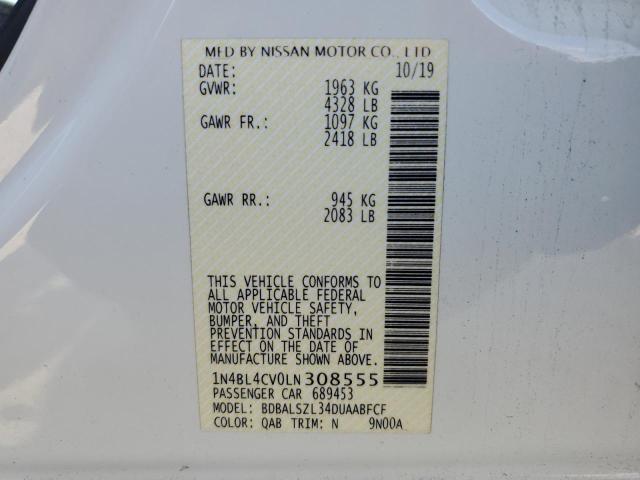 MFD BY NISSAN MOTOR CO., LTD
DATE: 10/19
GVWR: 1963 KG
4328 LB
GAWR FR.: 1097 KG
2418 LB
GAWR RR.: 945 KG
2083 LB
THIS VEHICLE CONFORMS TO
ALL APPLICABLE FEDERAL
MOTOR VEHICLE SAFETY,
BUMPER, AND THEFT
PREVENTION STANDARDS IN
EFFECT ON THE DATE OF
MANUFACTURE SHOWN ABOVE.
1N4BL4CV0LN308555
PASSENGER CAR 689453
MODEL: BDBALSZL34DUAABFCF
COLOR: QAB TRIM: N 9N00A